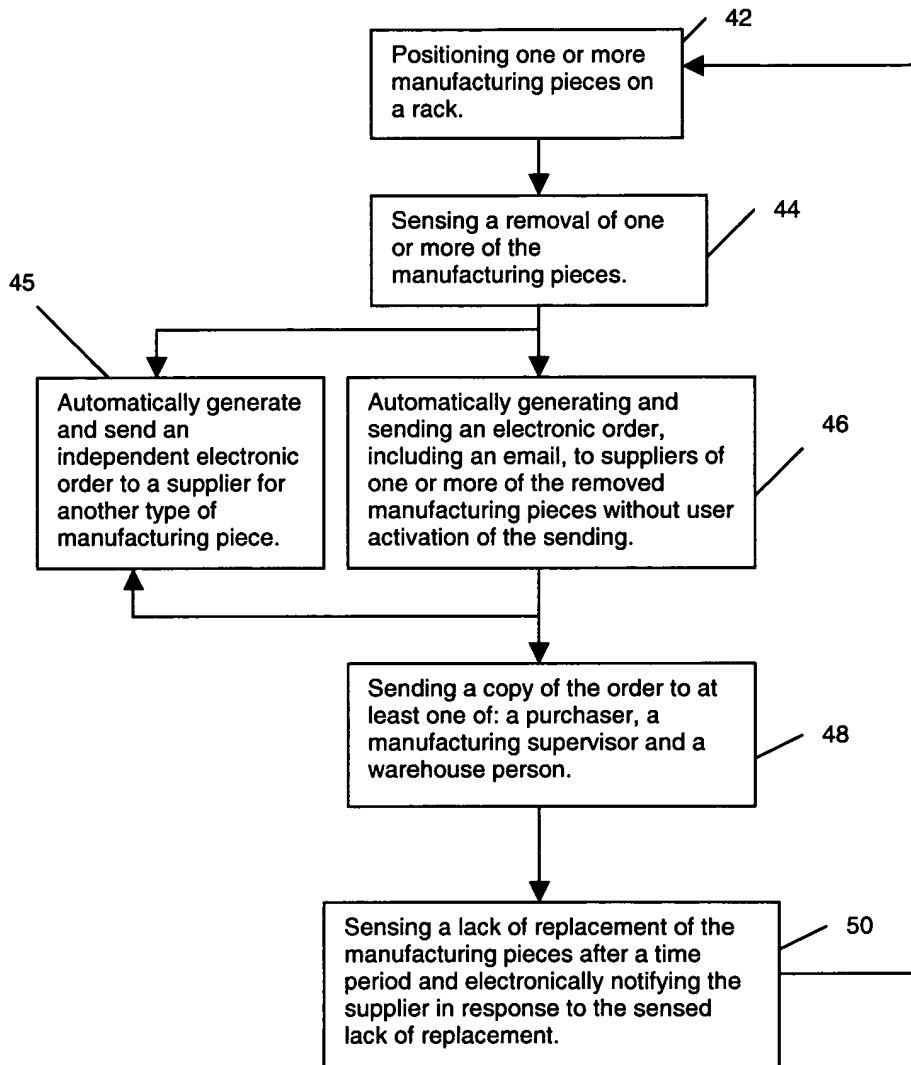 42
Positioning one or more
manufacturing pieces on
a rack.
44
Sensing a removal of one
or more of the
manufacturing pieces.
45
Automatically generate
and send an
independent electronic
order to a supplier for
another type of
manufacturing piece.
46
Automatically generating and
sending an electronic order,
including an email, to suppliers of
one or more of the removed
manufacturing pieces without user
activation of the sending.
48
Sending a copy of the order to at
least one of: a purchaser, a
manufacturing supervisor and a
warehouse person.
50
Sensing a lack of replacement of the
manufacturing pieces after a time
period and electronically notifying the
supplier in response to the sensed
lack of replacement.